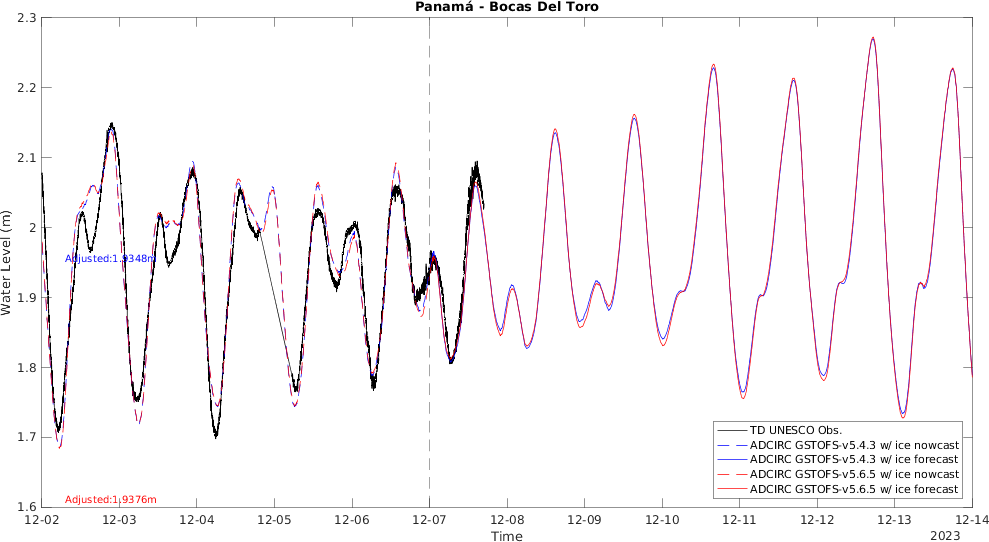 Panamá - Bocas Del Toro
Water Level (m)
2.3
2.2
2.1
2
1.9
1.8
1.7
1.6
Adjusted:1.9348m
Adjusted:1.9376m
TD UNESCO Obs.
ADCIRC GSTOFS-v5.4.3 w/ ice nowcast
ADCIRC GSTOFS-v5.4.3 w/ ice forecast
ADCIRC GSTOFS-v5.6.5 w/ ice nowcast
ADCIRC GSTOFS-v5.6.5 w/ ice forecast
12-02 12-03 12-04 12-05 12-06 12-07 12-08 12-09 12-10 12-11 12-12 12-13 12-14
Time
2023